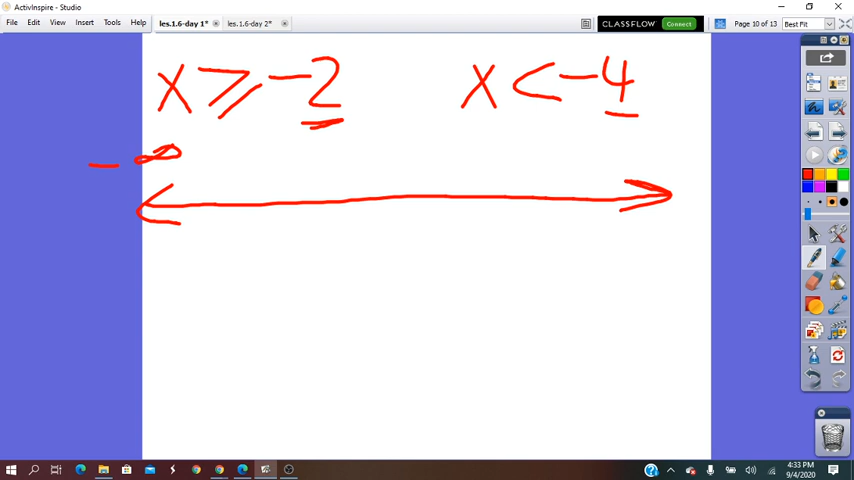 ActivInspire - Studio
File Edit View Insert Tools Help
les.1.6-day 1* les.1.6-day 2*
CLASSFLOW Connect
Page 10 of 13
Best Fit
x ≥ -2 x < -4
-∞
4:33 PM
9/4/2020